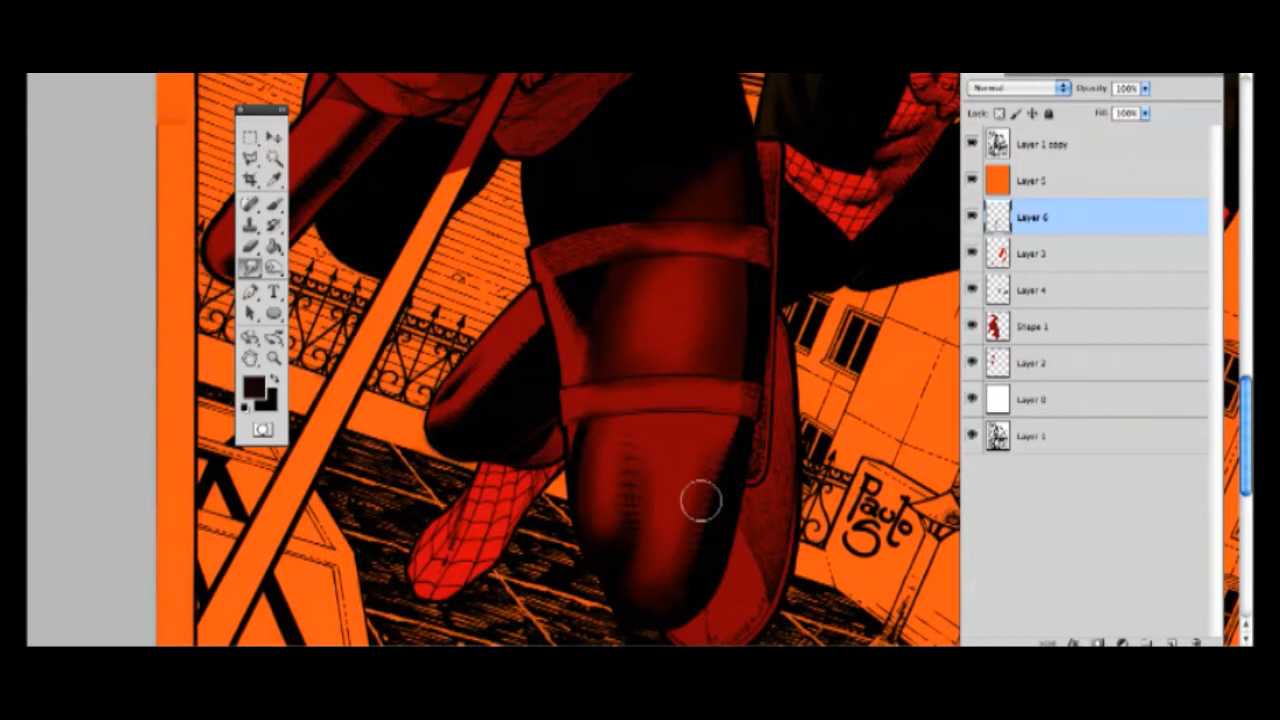 Normal
Opacity: 100%
Lock:
Fill: 100%
Layer 1 copy
Layer 5
Layer 6
Layer 3
Layer 4
Shape 1
Layer 2
Layer 0
Layer 1
T
Paulo
S